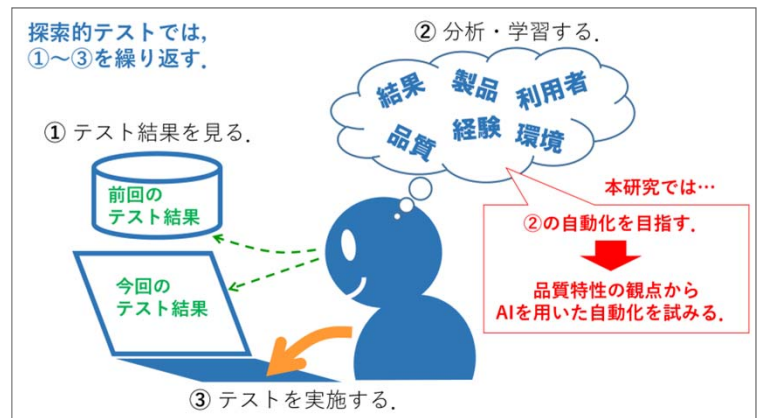 探索的テストでは,
①～③を繰り返す.
② 分析・学習する.
結果 製品 利用者
品質 経験 環境
① テスト結果を見る.
前回の
テスト結果
今回の
テスト結果
本研究では…
②の自動化を目指す.
品質特性の観点から
AIを用いた自動化を試みる.
③ テストを実施する.